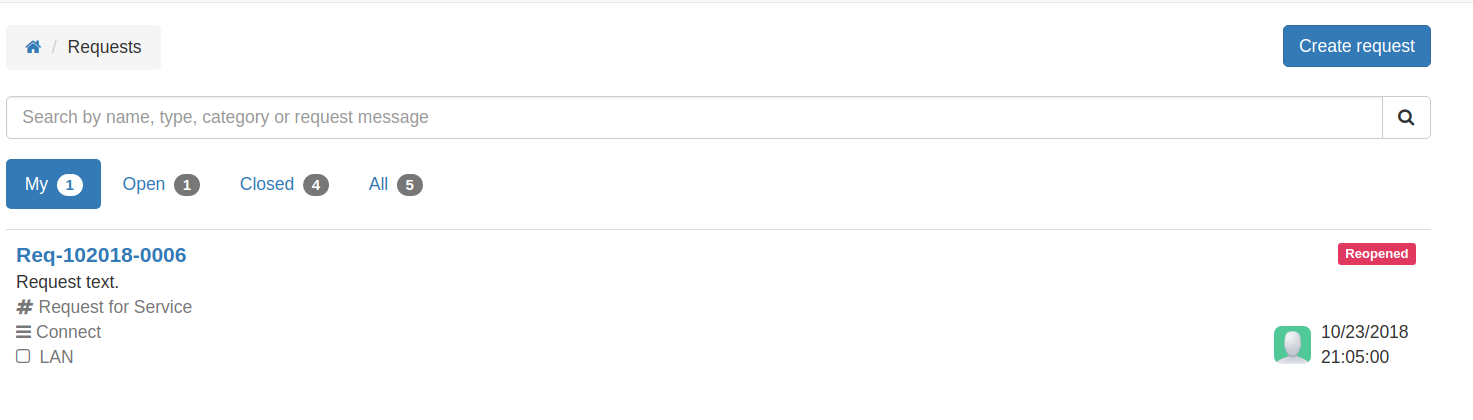 / Requests
Create request
Search by name, type, category or request message
My 1 Open 1 Closed 4 All 5
Req-102018-0006
Reopened
Request text.
# Request for Service
Connect
LAN
10/23/2018
21:05:00